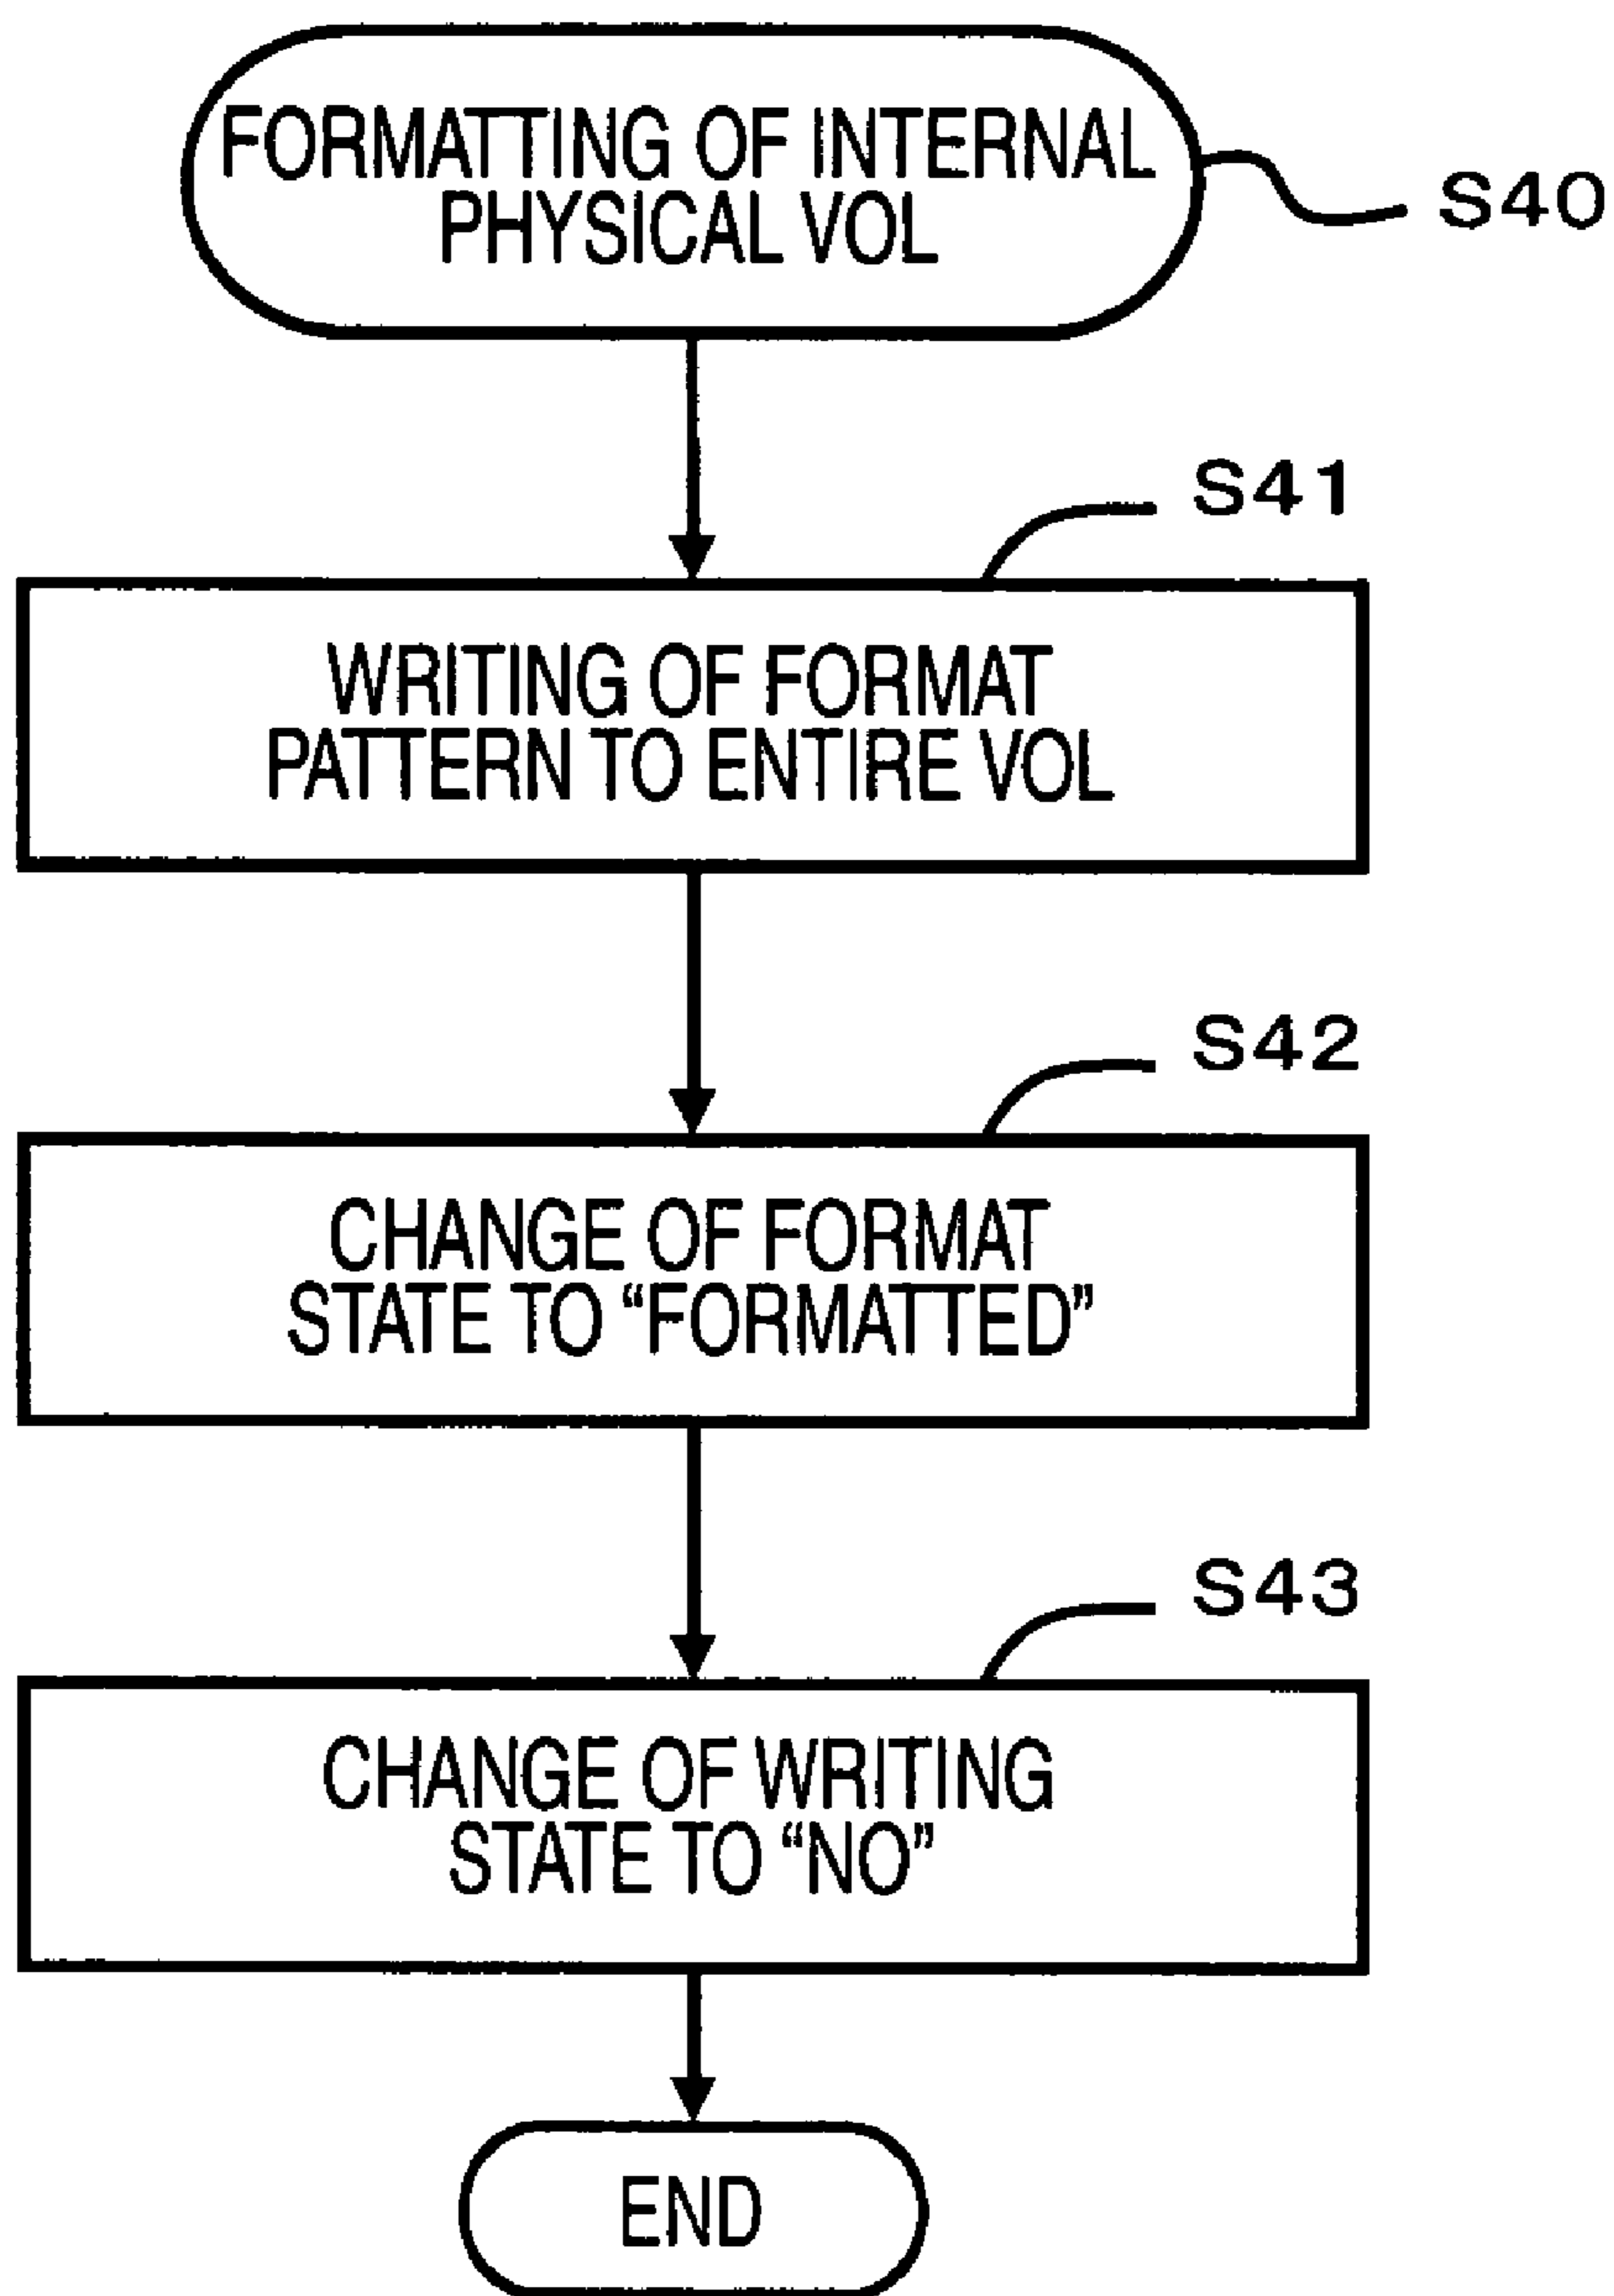 FORMATTING OF INTERNAL
PHYSICAL VOL
S40
S41
WRITING OF FORMAT
PATTERN TO ENTIRE VOL
S42
CHANGE OF FORMAT
STATE TO “FORMATTED”
S43
CHANGE OF WRITING
STATE TO “NO”
END